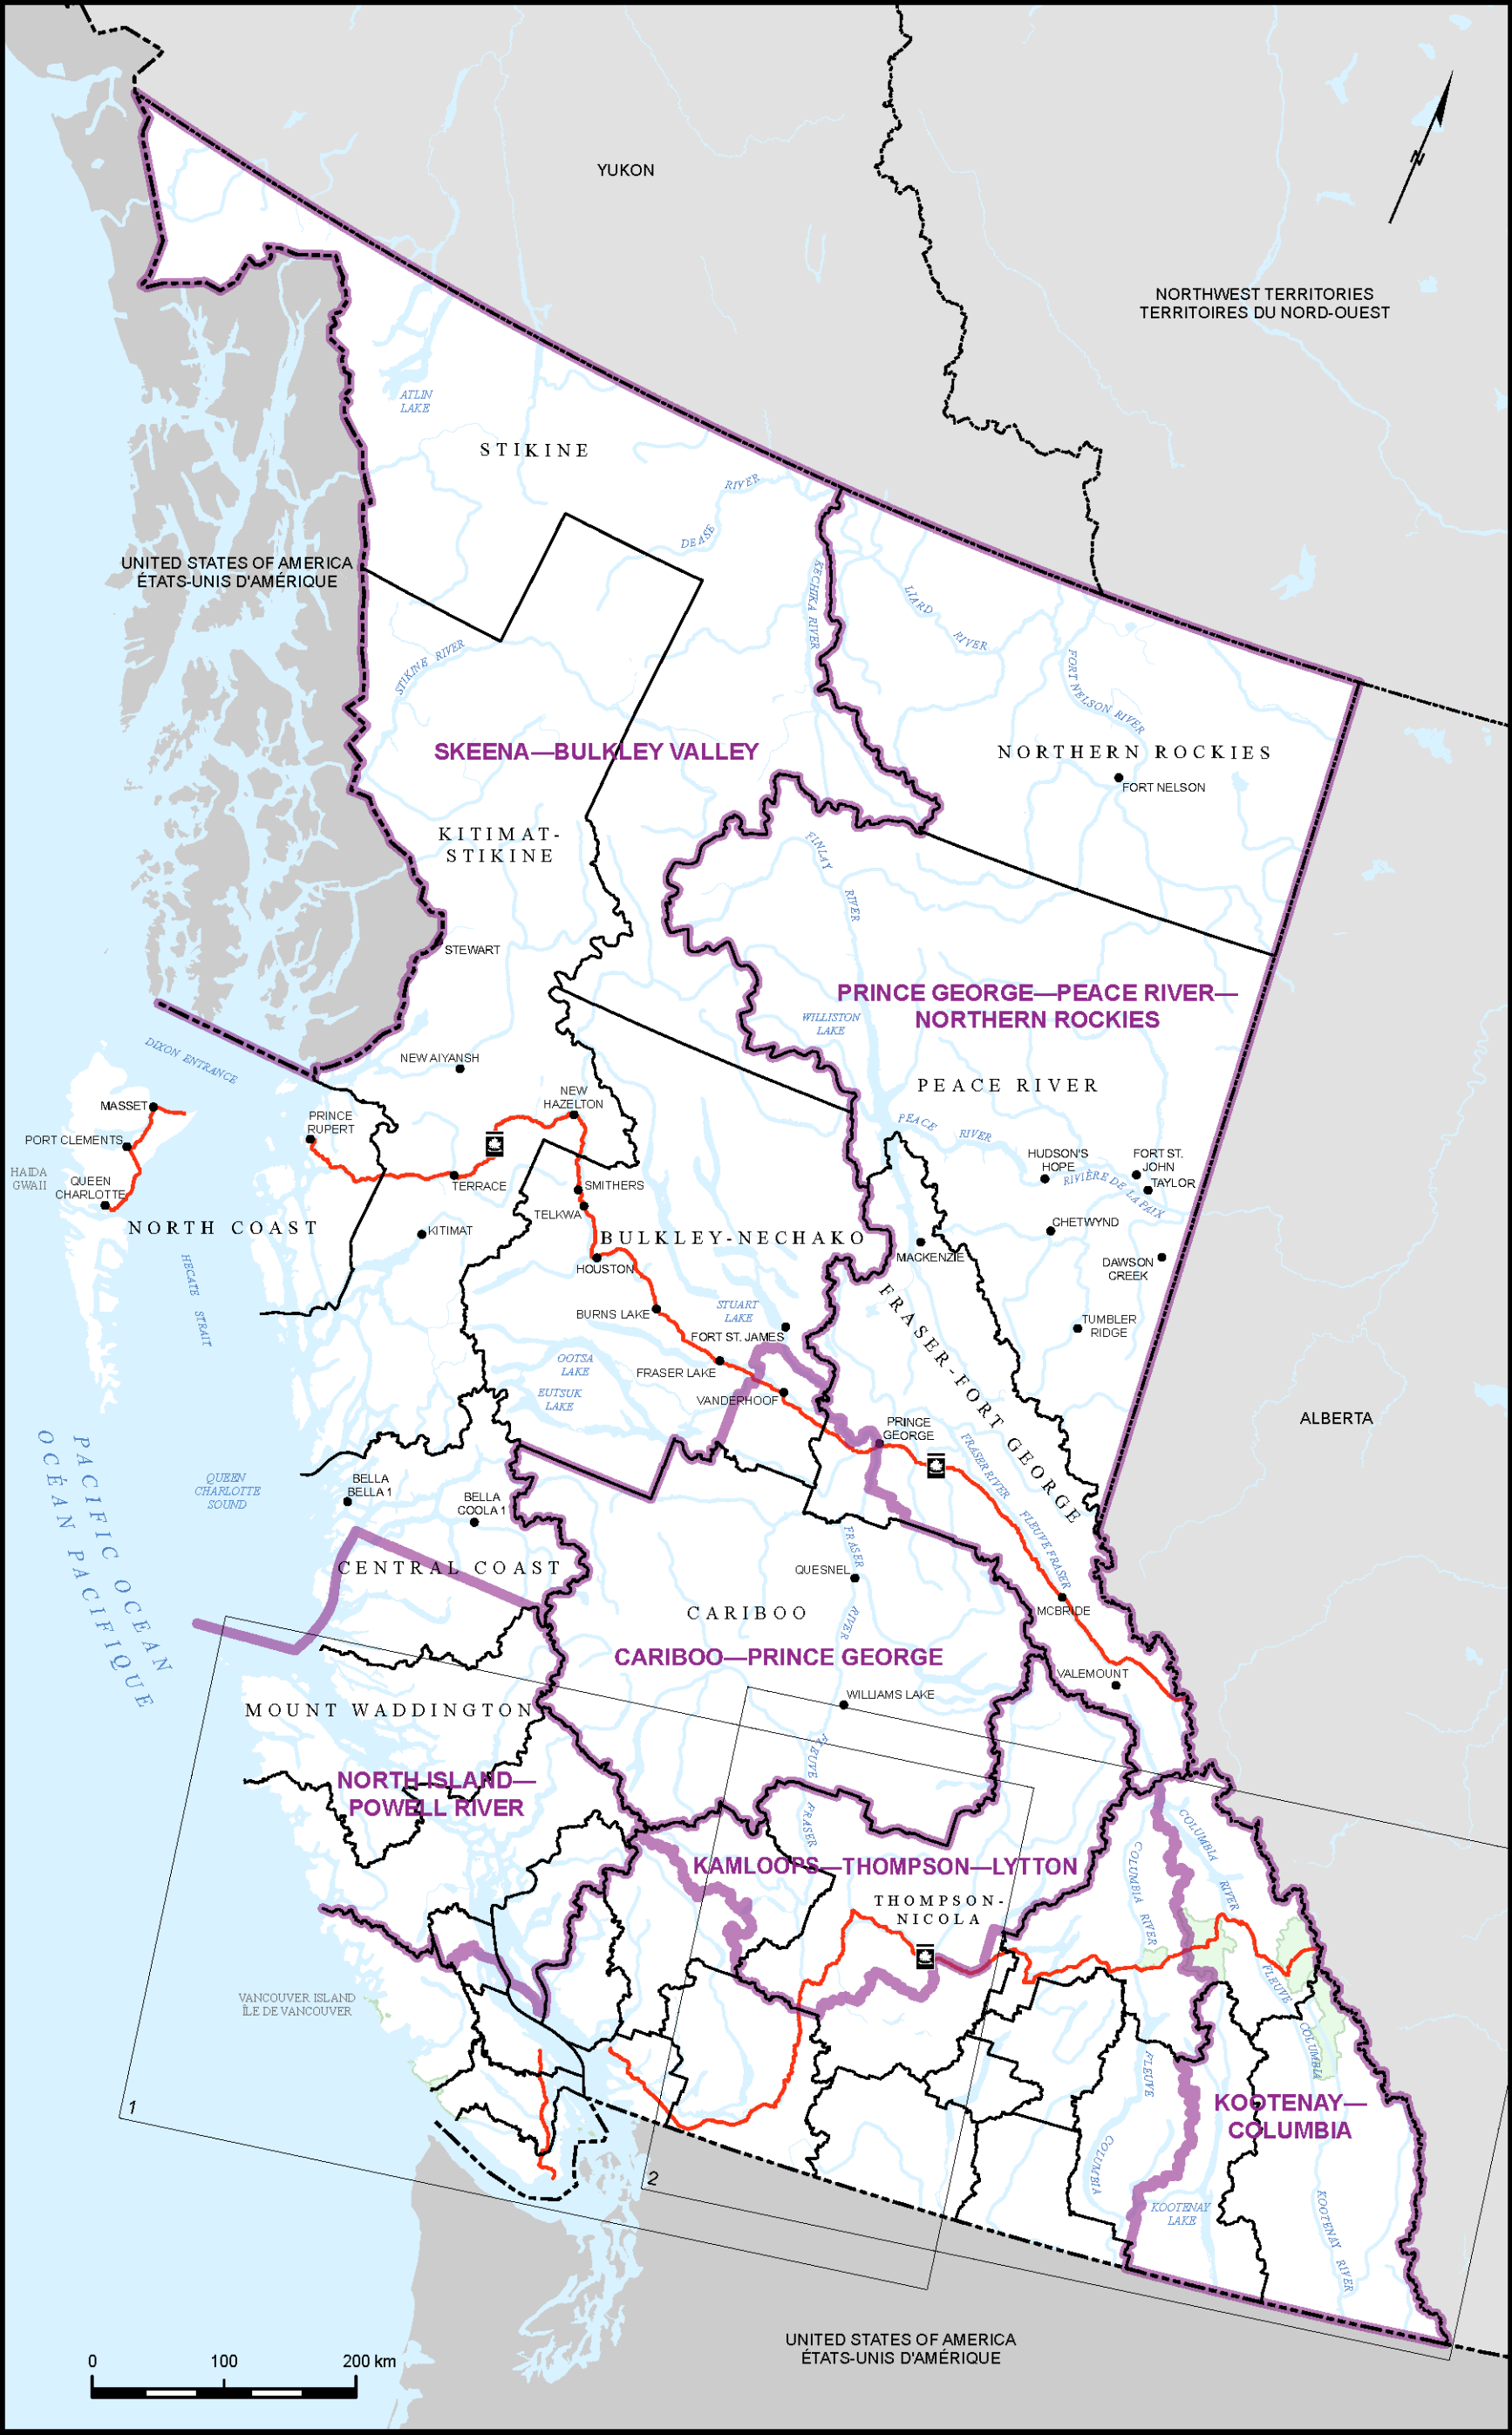 YUKON
N
NORTHWEST TERRITORIES
TERRITOIRES DU NORD-OUEST
ATLIN
LAKE
STIKINE
DEASE RIVER
UNITED STATES OF AMERICA
ÉTATS-UNIS D'AMÉRIQUE
KECHIKA RIVER
LIARD RIVER
STIKINE RIVER
FORT NELSON RIVER
SKEENA—BULKLEY VALLEY
NORTHERN ROCKIES
FORT NELSON
KITIMAT-
STIKINE
FINLAY RIVER
STEWART
PRINCE GEORGE—PEACE RIVER—
NORTHERN ROCKIES
WILLISTON
LAKE
DIXON ENTRANCE
NEW AIYANSH
PEACE RIVER
NEW
HAZELTON
MASSET
PRINCE
RUPERT
PEACE RIVER
PORT CLEMENTS
HUDSON'S
HOPE
FORT ST.
JOHN
HAIDA
GWAII
QUEEN
CHARLOTTE
TERRACE
SMITHERS
RIVIÈRE DE LA PAIX
TAYLOR
TELKWA
NORTH COAST
KITIMAT
BULKLEY-NECHAKO
CHETWYND
MACKENZIE
DAWSON
CREEK
HOUSTON
HECATE STRAIT
BURNS LAKE
STUART
LAKE
FORT ST. JAMES
TUMBLER
RIDGE
FRASER-FORT GEORGE
OOTSA
LAKE
FRASER LAKE
EUTSUK
LAKE
VANDERHOOF
ALBERTA
PRINCE
GEORGE
FRASER RIVER
PACIFIC OCEAN
OCÉAN PACIFIQUE
QUEEN
CHARLOTTE
SOUND
BELLA
BELLA 1
BELLA
COOLA 1
FLEUVE FRASER
FRASER RIVER
CENTRAL COAST
QUESNEL
CARIBOO
MCBRIDE
CARIBOO—PRINCE GEORGE
VALEMOUNT
WILLIAMS LAKE
MOUNT WADDINGTON
FLEUVE FRASER
NORTH ISLAND—
POWELL RIVER
COLUMBIA RIVER
KAMLOOPS—THOMPSON—LYTTON
COLUMBIA RIVER
THOMPSON-
NICOLA
VANCOUVER ISLAND
ÎLE DE VANCOUVER
FLEUVE COLUMBIA
FLEUVE COLUMBIA
1
KOOTENAY—
COLUMBIA
2
KOOTENAY
LAKE
KOOTENAY RIVER
UNITED STATES OF AMERICA
ÉTATS-UNIS D'AMÉRIQUE
0 100 200 km